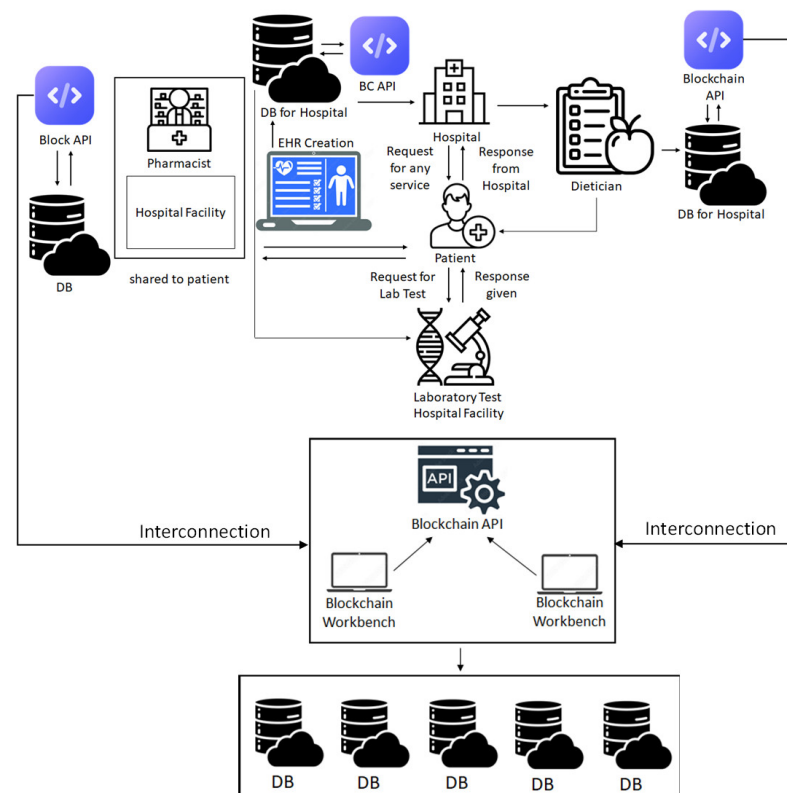 </>
</>
</>
BC API
Blockchain
API
Block API
Pharmacist
DB for Hospital
Hospital
EHR Creation
Request
for any
service
Response
from
Hospital
Dietician
DB for Hospital
Hospital Facility
DB
shared to patient
Patient
Request for
Lab Test
Response
given
Laboratory Test
Hospital Facility
API
Blockchain API
Interconnection
Interconnection
Blockchain
Workbench
Blockchain
Workbench
DB
DB
DB
DB
DB